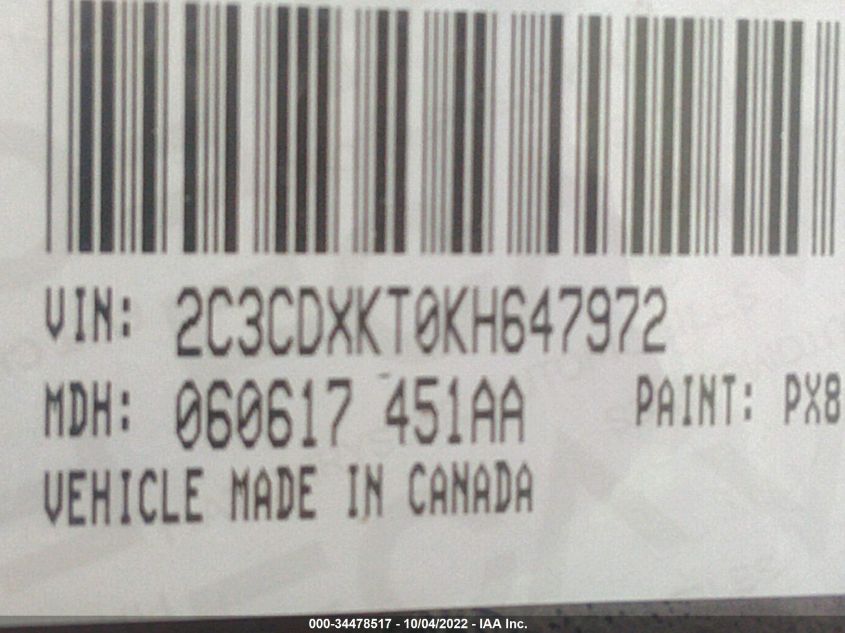 VIN: 2C3CDXKT0KH647972
MDH: 060617 451AA PAINT: PX8
VEHICLE MADE IN CANADA
000-34478517 - 10/04/2022 - IAA Inc.